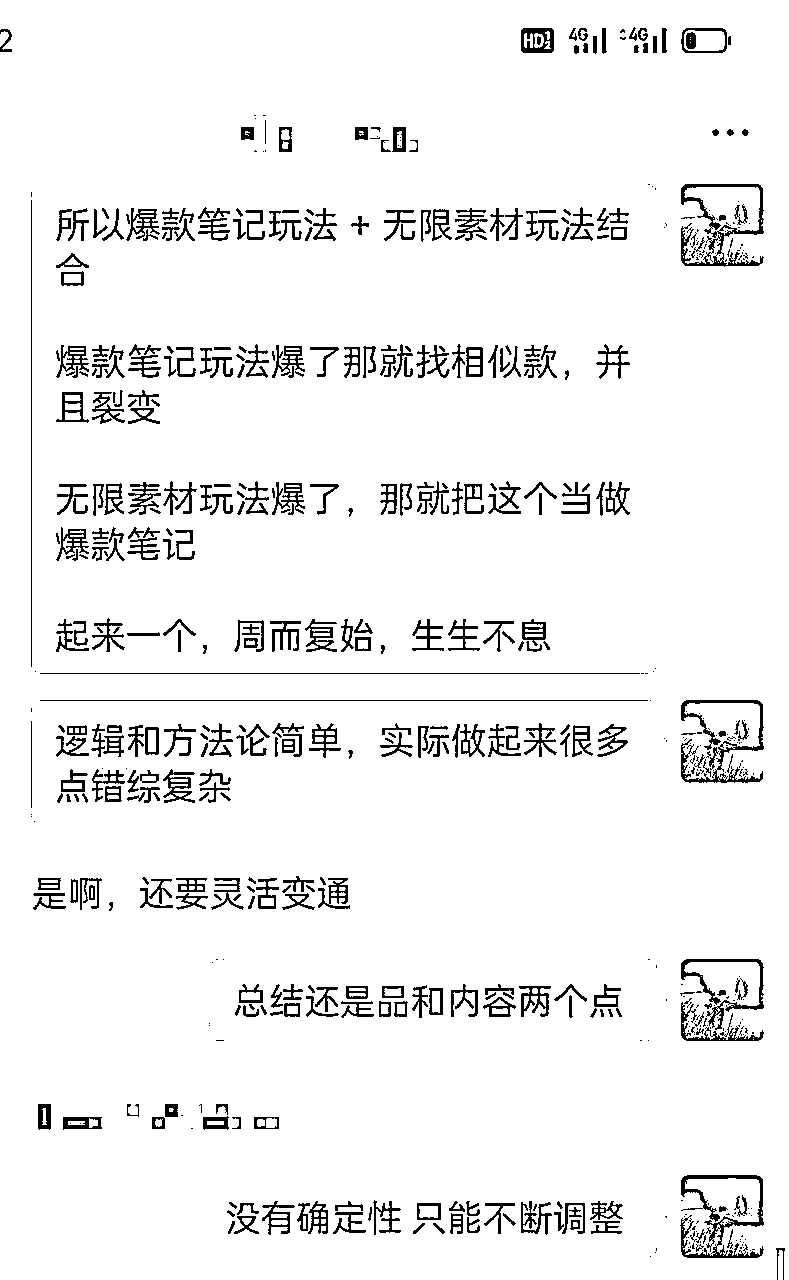 2
HD 4G 4G
所以爆款笔记玩法 + 无限素材玩法结
合
爆款笔记玩法爆了那就找相似款，并
且裂变
无限素材玩法爆了，那就把这个当做
爆款笔记
起来一个，周而复始，生生不息
逻辑和方法论简单，实际做起来很多
点错综复杂
是啊，还要灵活变通
总结还是品和内容两个点
没有确定性 只能不断调整